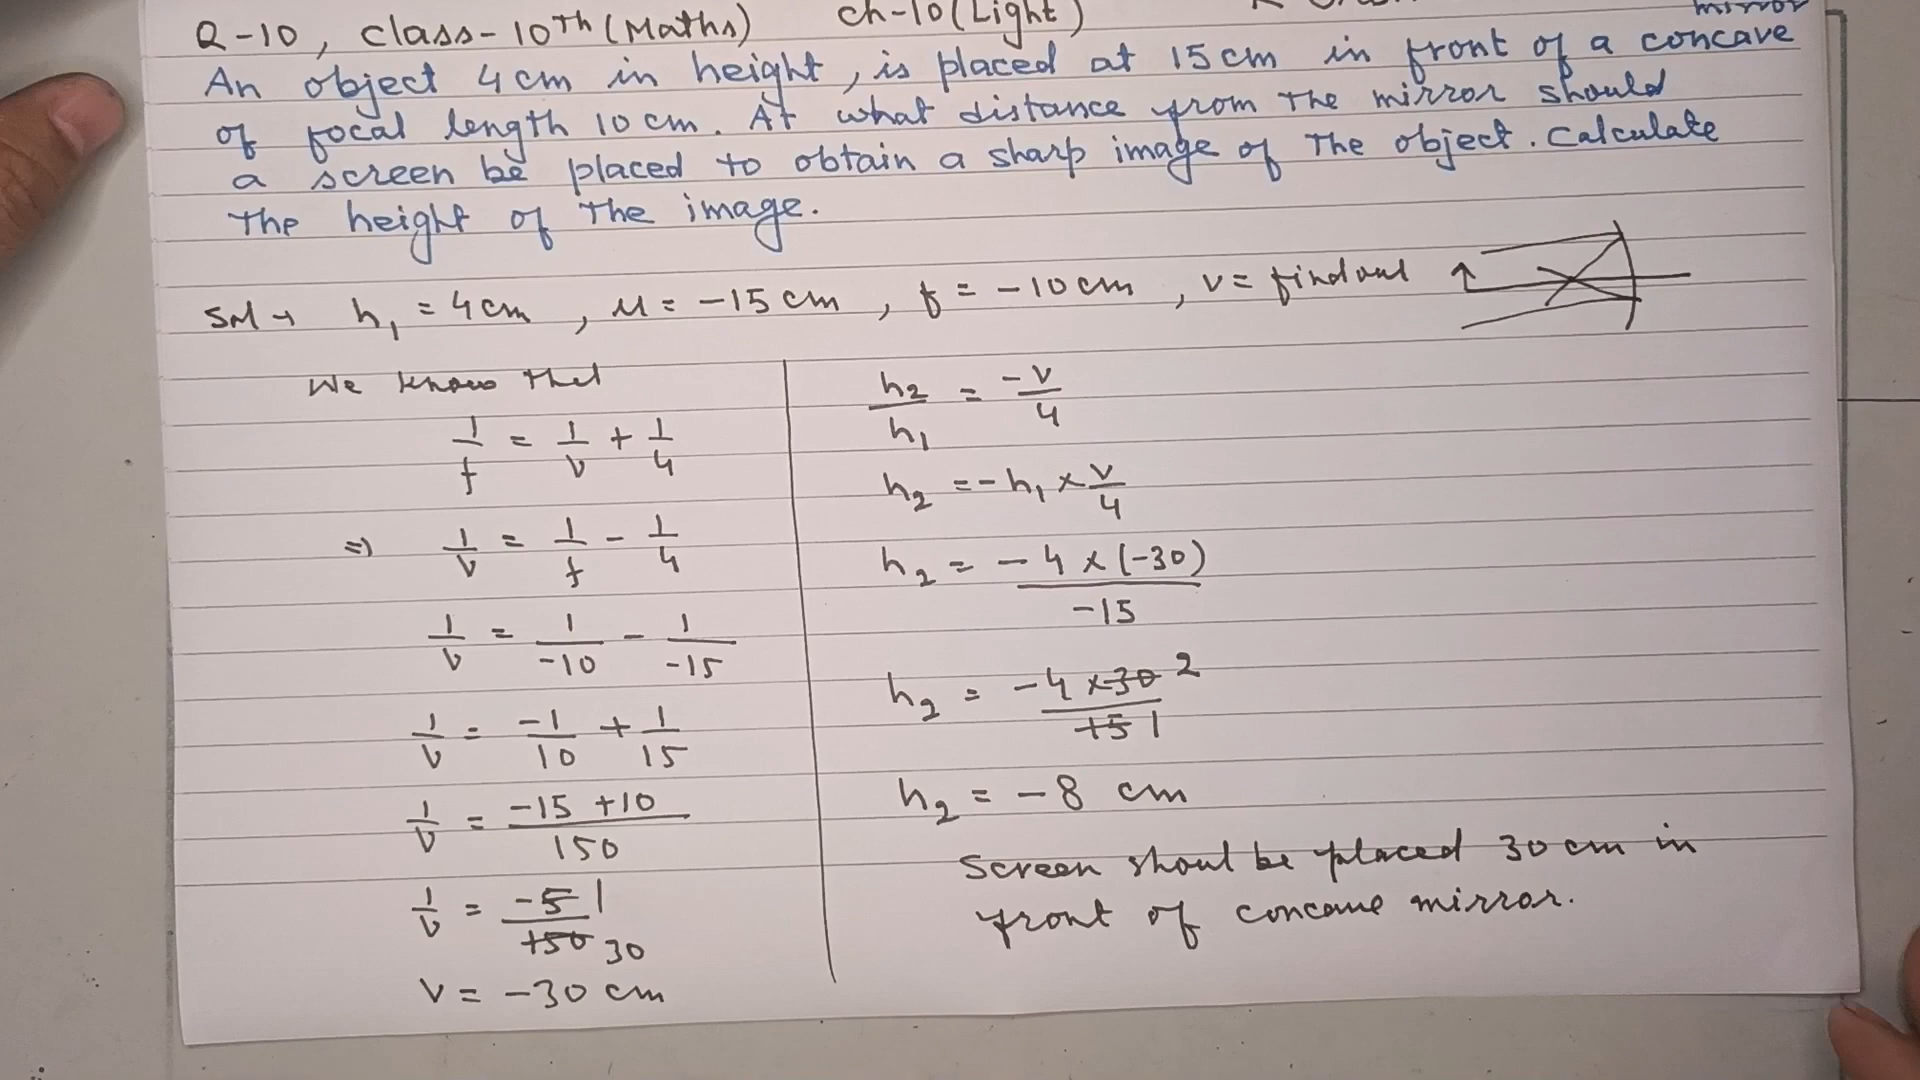 Q-10, class-10TH (Maths) ch-10 (Light)
mirror
An object 4 cm in height, is placed at 15 cm in front of a concave
of focal length 10 cm. At what distance from The mirror should
a screen be placed to obtain a sharp image of The object. Calculate
The height of The image.
h₁ = 4 cm, u = -15 cm, f = -10 cm, v = find out
We know that
1/f = 1/v + 1/u
=> 1/v = 1/f - 1/u
1/v = 1/-10 - 1/-15
1/v = -1/10 + 1/15
1/v = -15 + 10 / 150
1/v = -5 1 / 150 30
v = -30 cm
h₂/h₁ = -v/u
h₂ = - h₁ × v/u
h₂ = - 4 × (-30) / -15
h₂ = -4 × 30 2 / 15 1
h₂ = -8 cm
Screen shoul be placed 30 cm in
front of concave mirror.